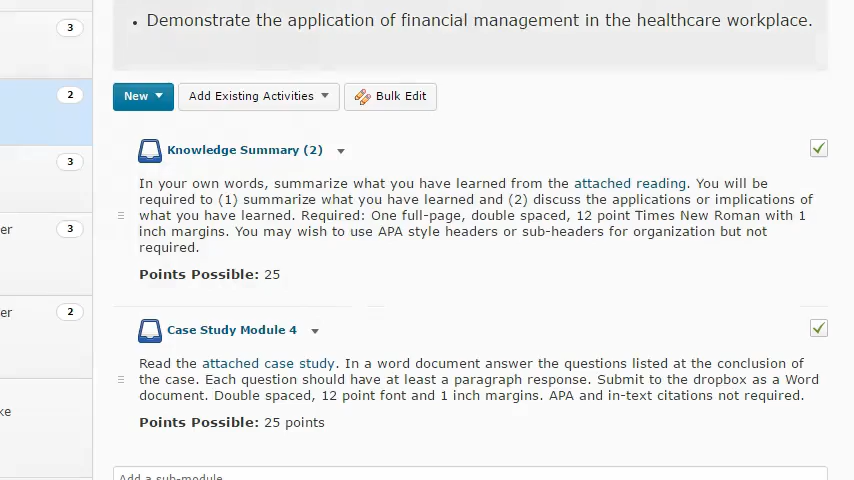 3
• Demonstrate the application of financial management in the healthcare workplace.
2
New
Add Existing Activities
Bulk Edit
Knowledge Summary (2)
3
In your own words, summarize what you have learned from the attached reading. You will be
required to (1) summarize what you have learned and (2) discuss the applications or implications of
what you have learned. Required: One full-page, double spaced, 12 point Times New Roman with 1
inch margins. You may wish to use APA style headers or sub-headers for organization but not
required.
er
3
Points Possible: 25
er
2
Case Study Module 4
Read the attached case study. In a word document answer the questions listed at the conclusion of
the case. Each question should have at least a paragraph response. Submit to the dropbox as a Word
document. Double spaced, 12 point font and 1 inch margins. APA and in-text citations not required.
ke
Points Possible: 25 points
Add a sub-module